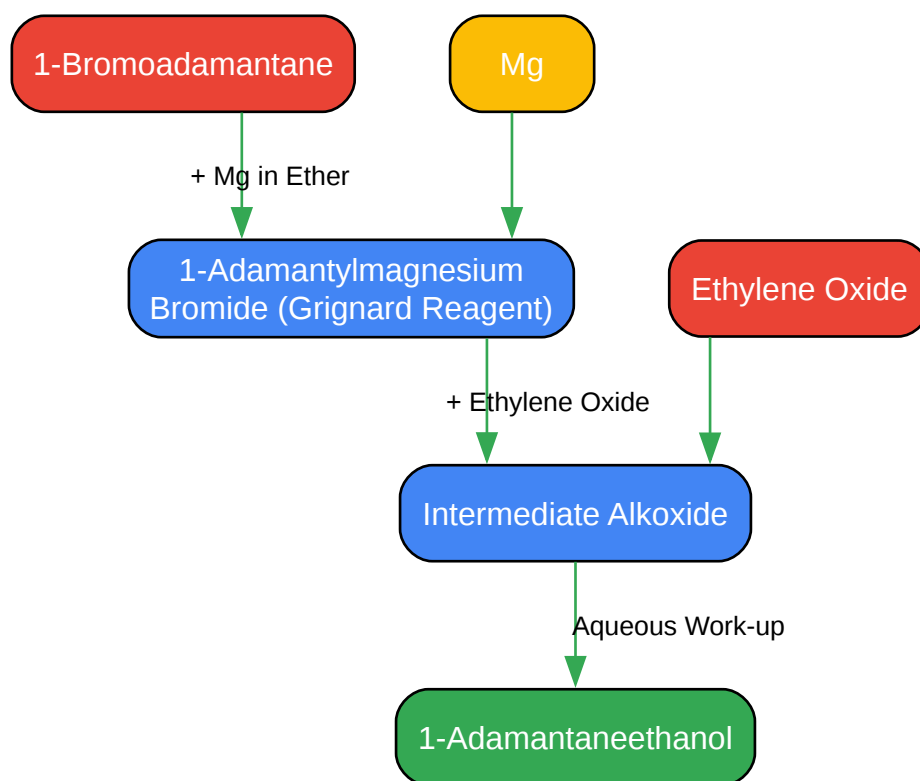 1-Bromoadamantane
Mg
+ Mg in Ether
1-Adamantylmagnesium
Bromide (Grignard Reagent)
Ethylene Oxide
+ Ethylene Oxide
Intermediate Alkoxide
Aqueous Work-up
1-Adamantaneethanol